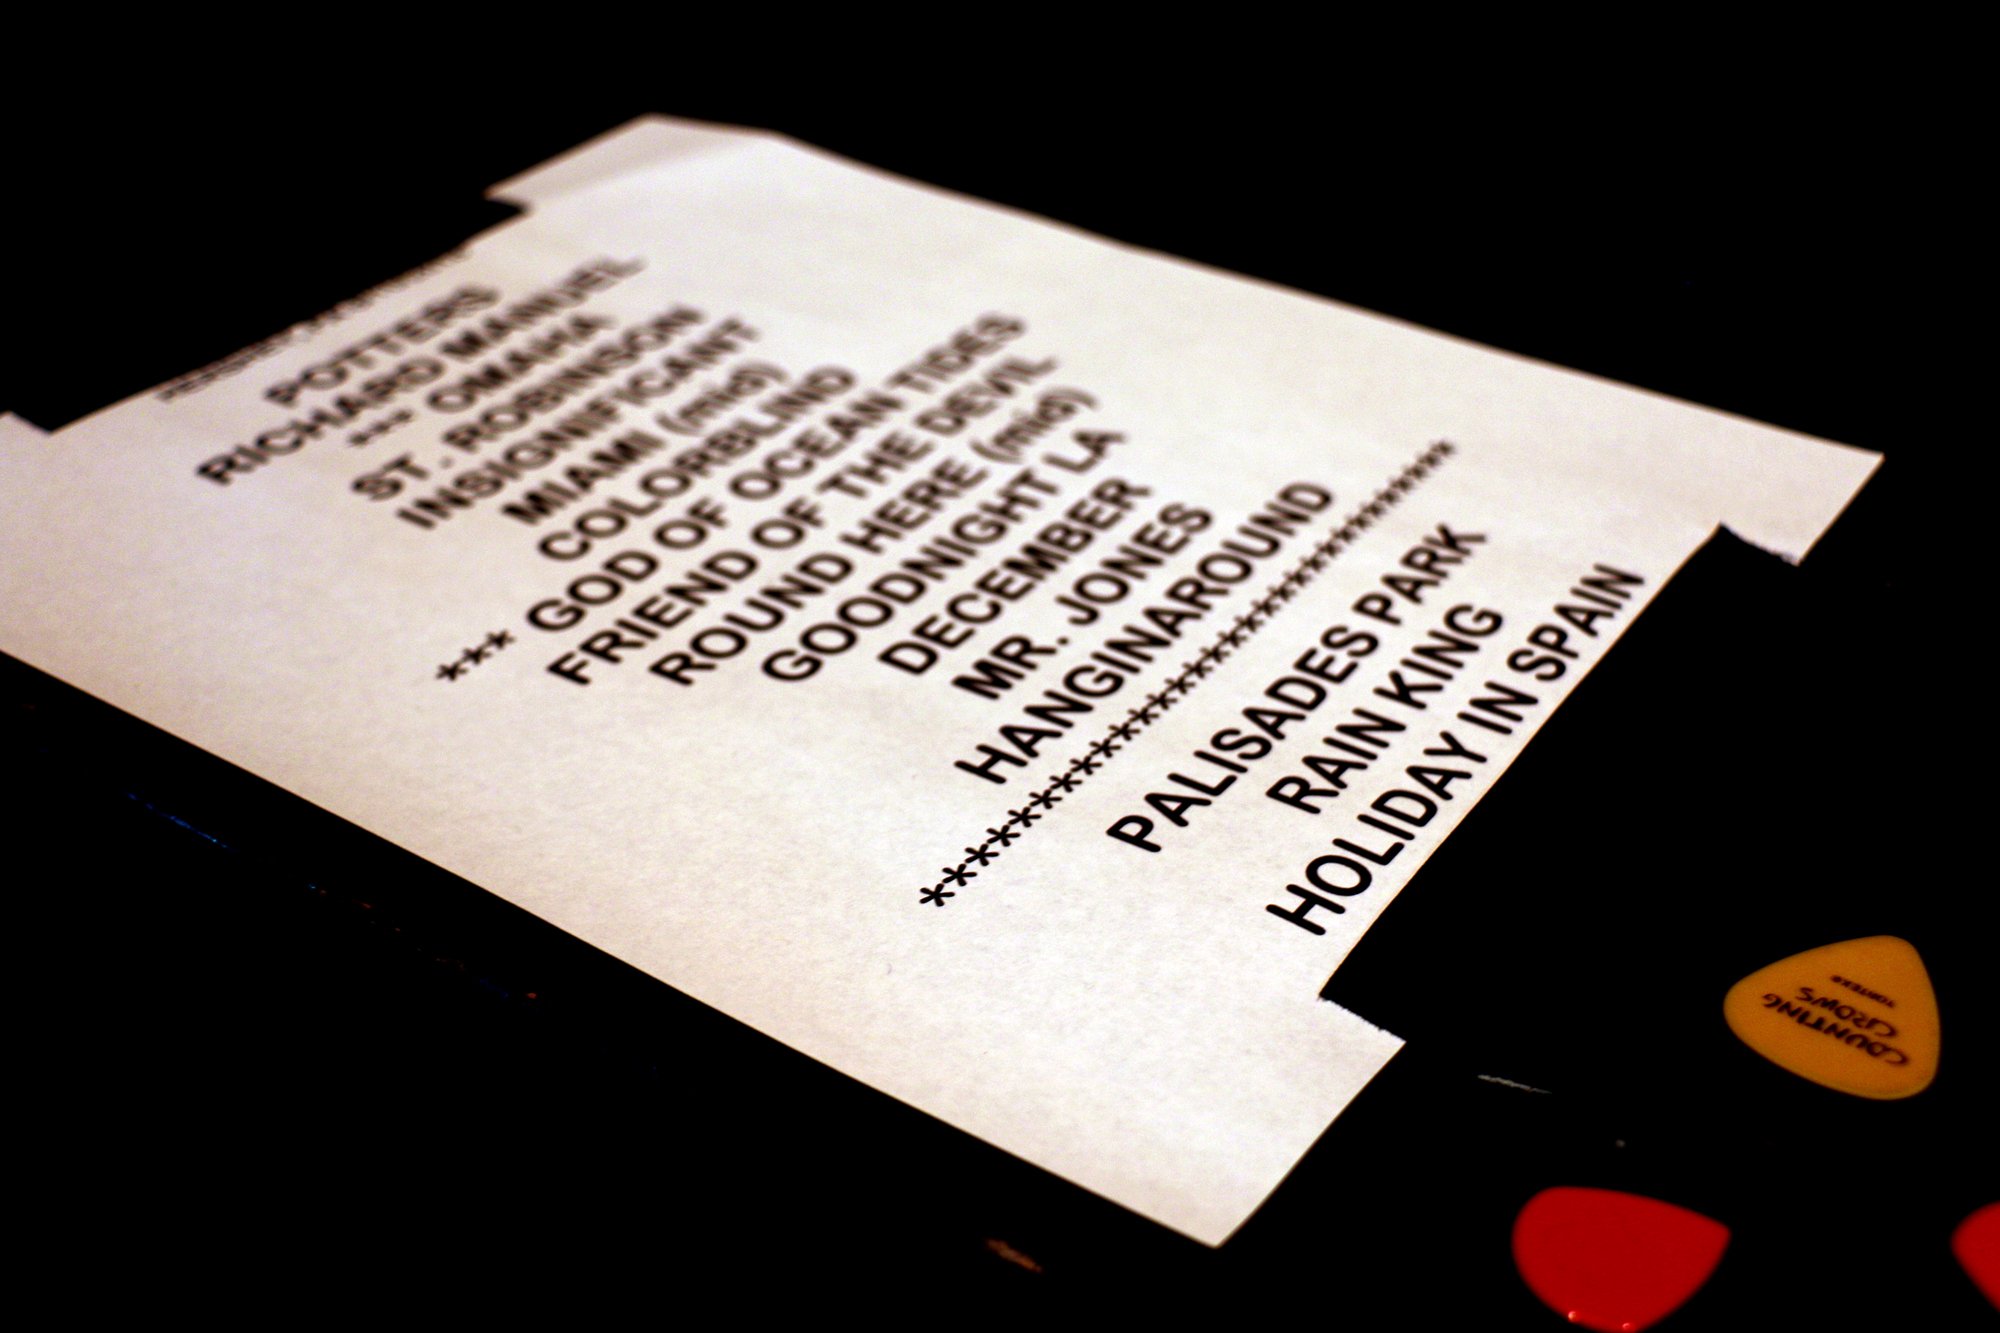 POTTERS
RICHARD MANUEL
*** OMAHA
ST. ROBINSON
INSIGNIFICANT
MIAMI (mid)
COLORBLIND
*** GOD OF OCEAN TIDES
FRIEND OF THE DEVIL
ROUND HERE (mid)
GOODNIGHT LA
DECEMBER
MR. JONES
HANGINAROUND
******************************
PALISADES PARK
RAIN KING
HOLIDAY IN SPAIN
COUNTING
CROWS
TORTEX®